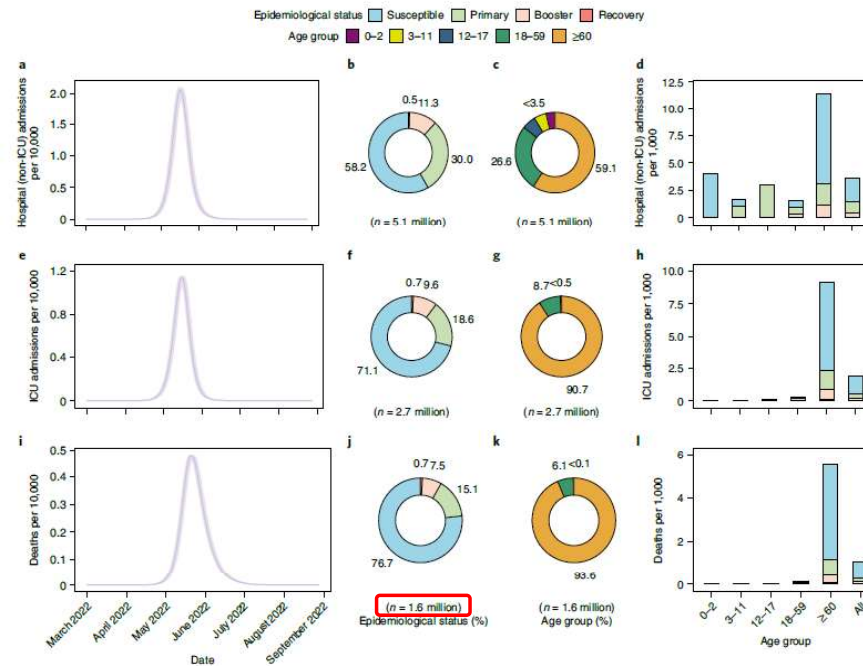 Epidemiological status Susceptible Primary Booster Recovery
Age group 0–2 3–11 12–17 18–59 ≥60
a
Hospital (non-ICU) admissions
per 10,000
2.0
1.5
1.0
0.5
0
b
0.5 11.3
30.0
58.2
(n = 5.1 million)
c
<3.5
26.6
59.1
(n = 5.1 million)
d
Hospital (non-ICU) admissions
per 1,000
12.5
10.0
7.5
5.0
2.5
0
e
ICU admissions per 10,000
1.2
0.8
0.4
0
f
0.7 9.6
18.6
71.1
(n = 2.7 million)
g
8.7 <0.5
90.7
(n = 2.7 million)
h
ICU admissions per 1,000
10.0
7.5
5.0
2.5
0
i
Deaths per 10,000
0.5
0.4
0.3
0.2
0.1
0
March 2022
April 2022
May 2022
June 2022
July 2022
August 2022
September 2022
Date
j
0.7 7.5
15.1
76.7
(n = 1.6 million)
Epidemiological status (%)
k
6.1 <0.1
93.6
(n = 1.6 million)
Age group (%)
l
Deaths per 1,000
6
4
2
0
0–2
3–11
12–17
18–59
≥60
Age group